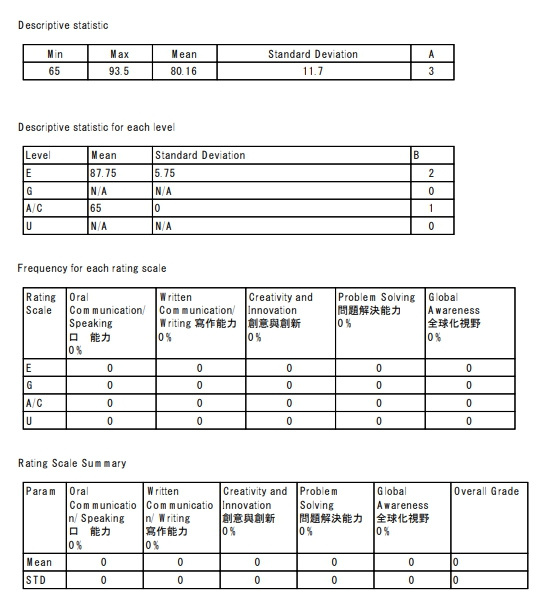 Descriptive statistic
Min Max Mean Standard Deviation A
65 93.5 80.16 11.7 3
Descriptive statistic for each level
Level Mean Standard Deviation B
E 87.75 5.75 2
G N/A N/A 0
A/C 65 0 1
U N/A N/A 0
Frequency for each rating scale
Rating Oral Written Creativity and Problem Solving Global
Scale Communication/ Communication/ Innovation 問題解決能力 Awareness
Speaking Writing 寫作能力 創意與創新 0% 全球化視野
口 能力 0% 0% 0%
0%
E 0 0 0 0 0
G 0 0 0 0 0
A/C 0 0 0 0 0
U 0 0 0 0 0
Rating Scale Summary
Param Oral Written Creativity and Problem Global Overall Grade
Communicatio Communicatio Innovation Solving Awareness
n/ Speaking n/ Writing 創意與創新 問題解決能力 全球化視野
口 能力 寫作能力 0% 0% 0%
0% 0%
Mean 0 0 0 0 0 0
STD 0 0 0 0 0 0